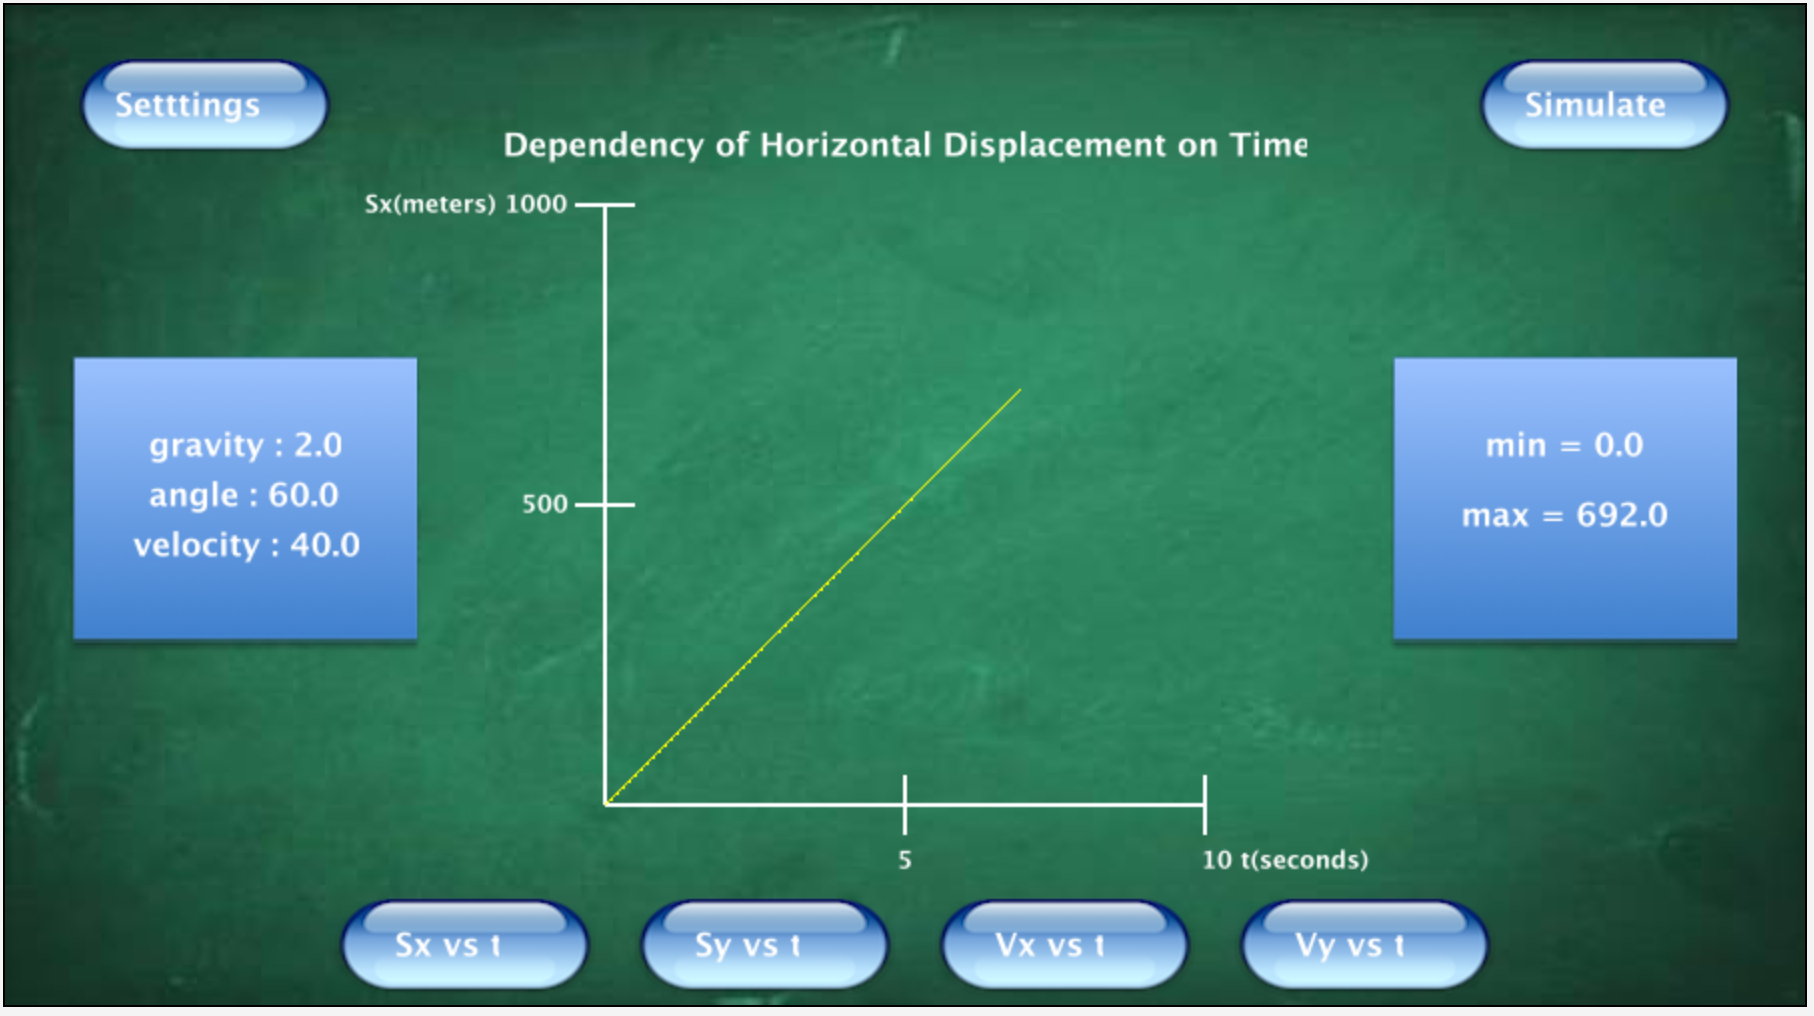 Setttings
Simulate
Dependency of Horizontal Displacement on Time
Sx(meters) 1000
500
gravity : 2.0
angle : 60.0
velocity : 40.0
min = 0.0
max = 692.0
5
10 t(seconds)
Sx vs t
Sy vs t
Vx vs t
Vy vs t